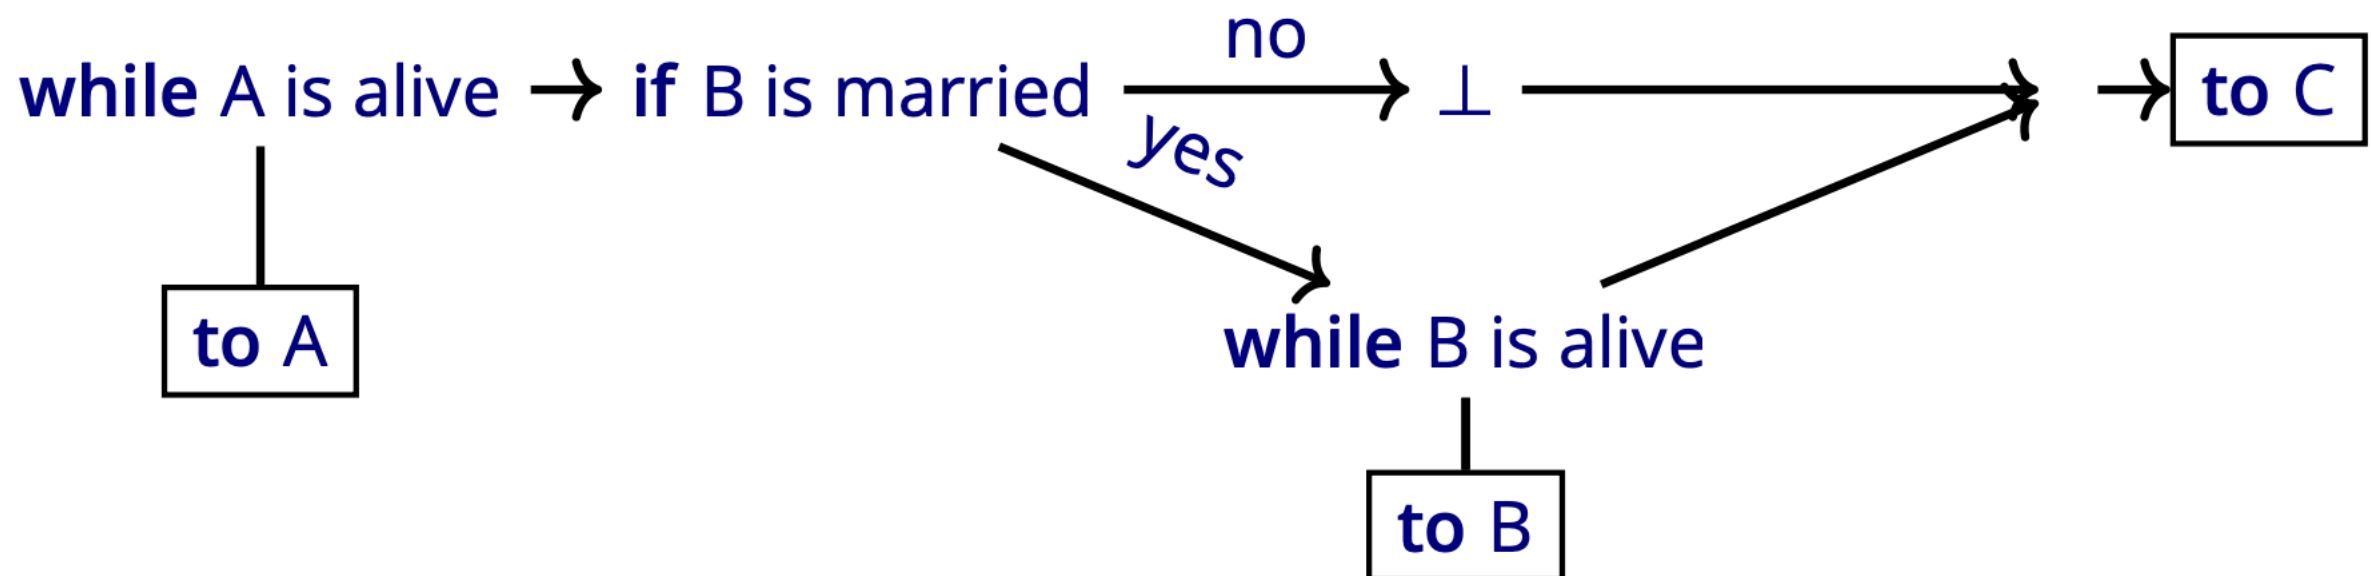 no
while A is alive if B is married ⊥ to C
yes
to A
while B is alive
to B